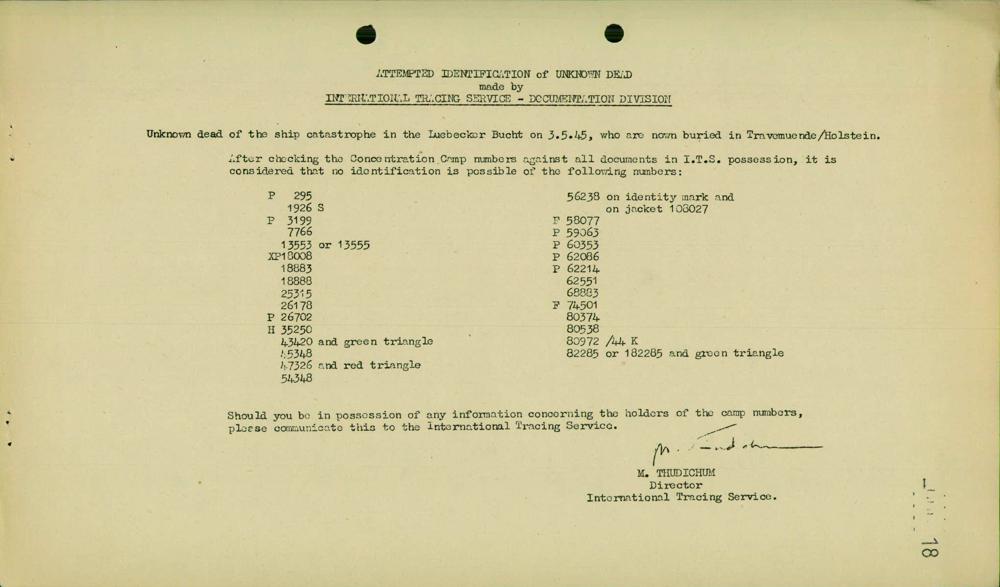 ATTEMPTED IDENTIFICATION of UNKNOWN DEAD
made by
INTERNATIONAL TRACING SERVICE - DOCUMENTATION DIVISION
Unknown dead of the ship catastrophe in the Luebecker Bucht on 3.5.45, who are nown buried in Travemuende/Holstein.
After checking the Concentration Camp numbers against all documents in I.T.S. possession, it is
considered that no identification is possible of the following numbers:
P 295
1926 S
P 3199
7766
13553 or 13555
XP18008
18883
18888
25315
26178
P 26702
H 35250
43420 and green triangle
45348
47326 and red triangle
54348
56238 on identity mark and
on jacket 108027
F 58077
P 59063
P 60353
P 62086
P 62214
62551
68883
F 74501
80374
80538
80972 /44 K
82285 or 182285 and green triangle
Should you be in possession of any information concerning the holders of the camp numbers,
please communicate this to the International Tracing Service.
M. THUDICHUM
Director
International Tracing Service.
18